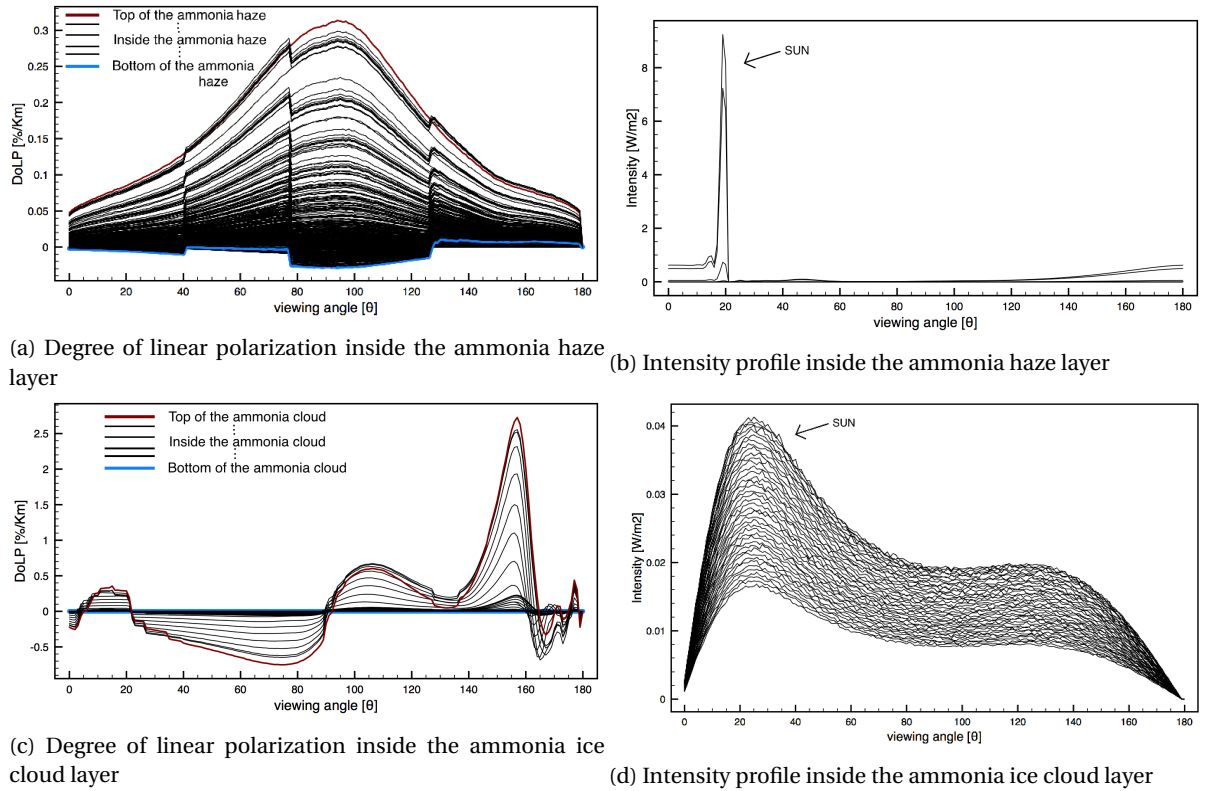 Top of the ammonia haze
Inside the ammonia haze
Bottom of the ammonia
haze
DoLP [%/Km]
0.3
0.25
0.2
0.15
0.1
0.05
0
0 20 40 60 80 100 120 140 160 180
viewing angle [θ]
(a) Degree of linear polarization inside the ammonia haze
layer
SUN
Intensity [W/m2]
8
6
4
2
0
0 20 40 60 80 100 120 140 160 180
viewing angle [θ]
(b) Intensity profile inside the ammonia haze layer
Top of the ammonia cloud
Inside the ammonia cloud
Bottom of the ammonia cloud
DoLP [%/Km]
2.5
2
1.5
1
0.5
0
-0.5
0 20 40 60 80 100 120 140 160 180
viewing angle [θ]
(c) Degree of linear polarization inside the ammonia ice
cloud layer
SUN
Intensity [W/m2]
0.04
0.03
0.02
0.01
0
0 20 40 60 80 100 120 140 160 180
viewing angle [θ]
(d) Intensity profile inside the ammonia ice cloud layer